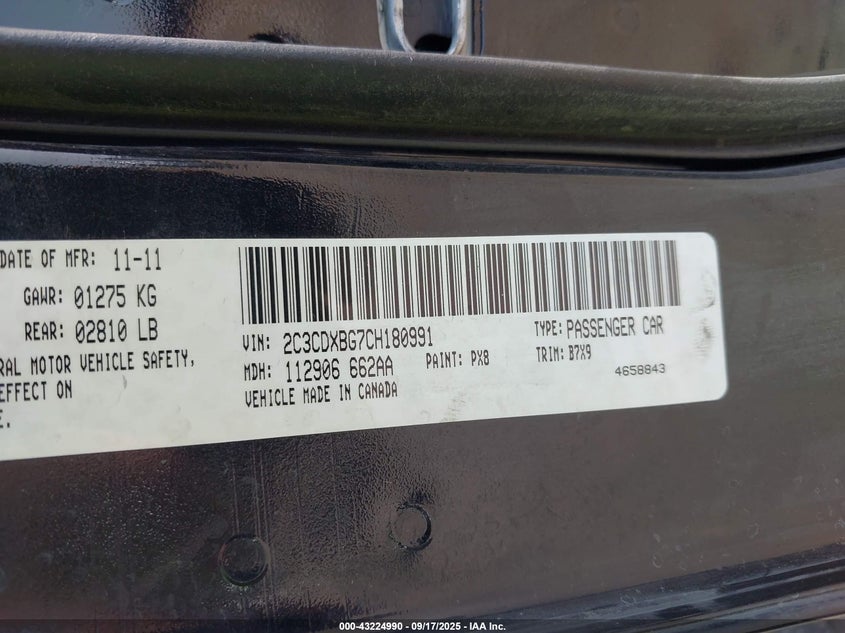 DATE OF MFR: 11-11
GAWR: 01275 KG
REAR: 02810 LB
RAL MOTOR VEHICLE SAFETY,
EFFECT ON
E.
VIN: 2C3CDXBG7CH180991
TYPE: PASSENGER CAR
MDH: 112906 662AA
PAINT: PX8
TRIM: B7X9
VEHICLE MADE IN CANADA
4658843
000-43224990 - 09/17/2025 - IAA Inc.